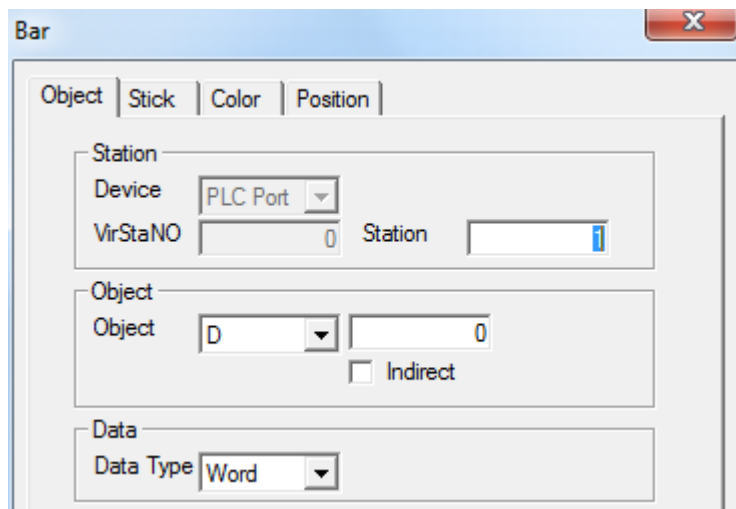 Bar
Object Stick Color Position
Station
Device PLC Port
VirStaNO 0 Station 1
Object
Object D 0
Indirect
Data
Data Type Word